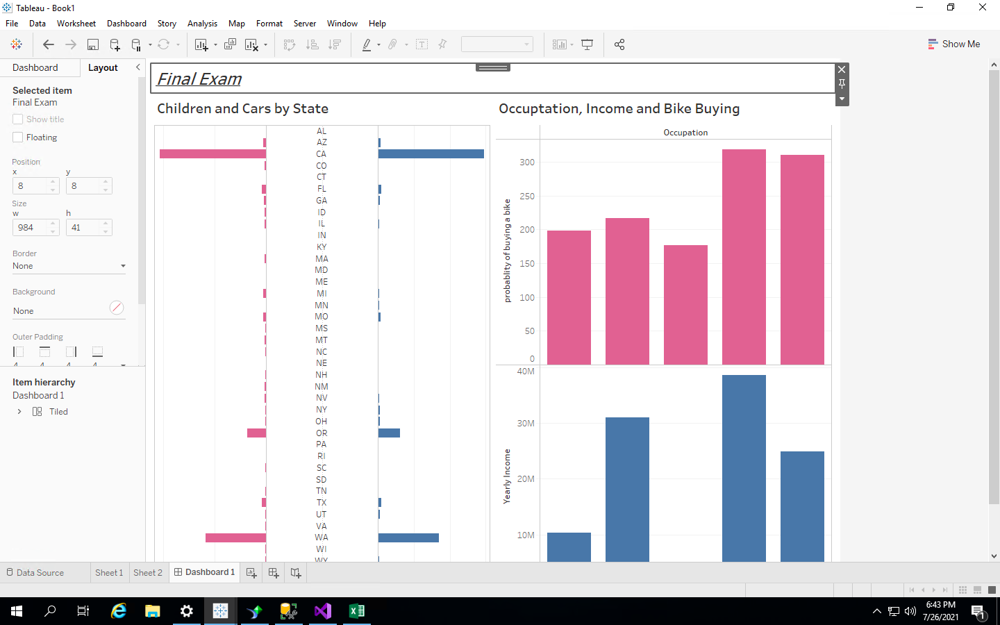 Tableau - Book1
File Data Worksheet Dashboard Story Analysis Map Format Server Window Help
Show Me
Dashboard Layout
Selected item
Final Exam
Show title
Floating
Position
x y
8 8
Size
w h
984 41
Border
None
Background
None
Outer Padding
4 4 4 4
Item hierarchy
Dashboard 1
Tiled
Final Exam
Children and Cars by State
AL
AZ
CA
CO
CT
FL
GA
ID
IL
IN
KY
MA
MD
ME
MI
MN
MO
MS
MT
NC
NE
NH
NM
NV
NY
OH
OR
PA
RI
SC
SD
TN
TX
UT
VA
WA
WI
WY
Occuptation, Income and Bike Buying
Occupation
probablity of buying a bike
300
250
200
150
100
50
0
Yearly Income
40M
30M
20M
10M
Data Source Sheet 1 Sheet 2 Dashboard 1
6:43 PM
7/26/2021
1